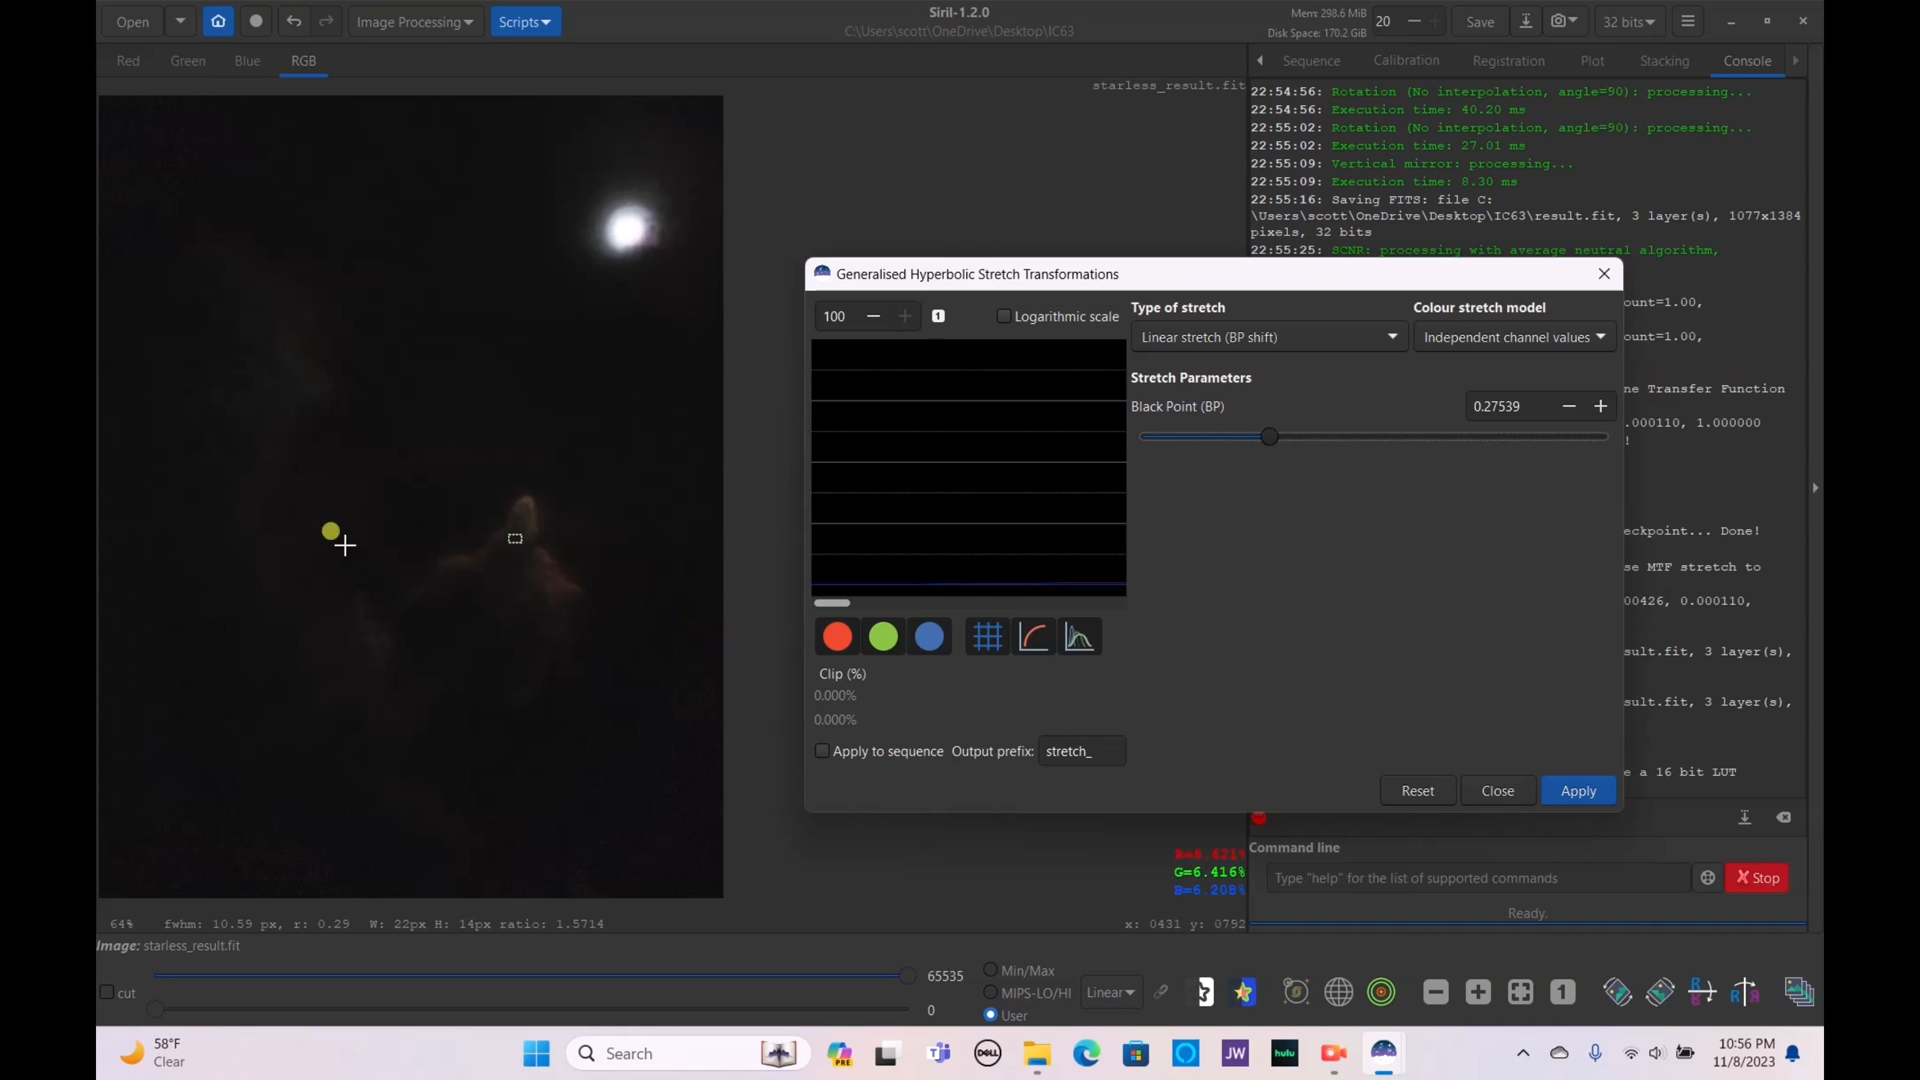 Open
Image Processing
Scripts
Siril-1.2.0
C:\Users\scott\OneDrive\Desktop\IC63
Mem: 298.6 MiB
Disk Space: 170.2 GiB
20
Save
32 bits
Red
Green
Blue
RGB
starless_result.fit
Sequence
Calibration
Registration
Plot
Stacking
Console
22:54:56: Rotation (No interpolation, angle=90): processing...
22:54:56: Execution time: 40.20 ms
22:55:02: Rotation (No interpolation, angle=90): processing...
22:55:02: Execution time: 27.01 ms
22:55:09: Vertical mirror: processing...
22:55:09: Execution time: 8.30 ms
22:55:16: Saving FITS: file C:
\Users\scott\OneDrive\Desktop\IC63\result.fit, 3 layer(s), 1077x1384
pixels, 32 bits
22:55:25: SCNR: processing with average neutral algorithm,
ount=1.00,
ount=1.00,
ne Transfer Function
.000110, 1.000000
!
eckpoint... Done!
se MTF stretch to
00426, 0.000110,
sult.fit, 3 layer(s),
sult.fit, 3 layer(s),
e a 16 bit LUT
Generalised Hyperbolic Stretch Transformations
100
1
Logarithmic scale
Type of stretch
Colour stretch model
Linear stretch (BP shift)
Independent channel values
Stretch Parameters
Black Point (BP)
0.27539
Clip (%)
0.000%
0.000%
Apply to sequence
Output prefix:
stretch_
Reset
Close
Apply
R=6.621%
G=6.416%
B=6.208%
Command line
Type "help" for the list of supported commands
Stop
Ready.
64%
fwhm: 10.59 px, r: 0.29
W: 22px H: 14px ratio: 1.5714
x: 0431 y: 0792
Image: starless_result.fit
cut
65535
0
Min/Max
MIPS-LO/HI
User
Linear
1
58°F
Clear
Search
PRE
DELL
JW
hulu
10:56 PM
11/8/2023